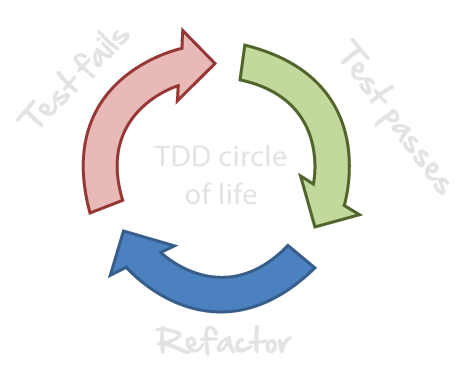 Test fails
Test passes
TDD circle
of life
Refactor